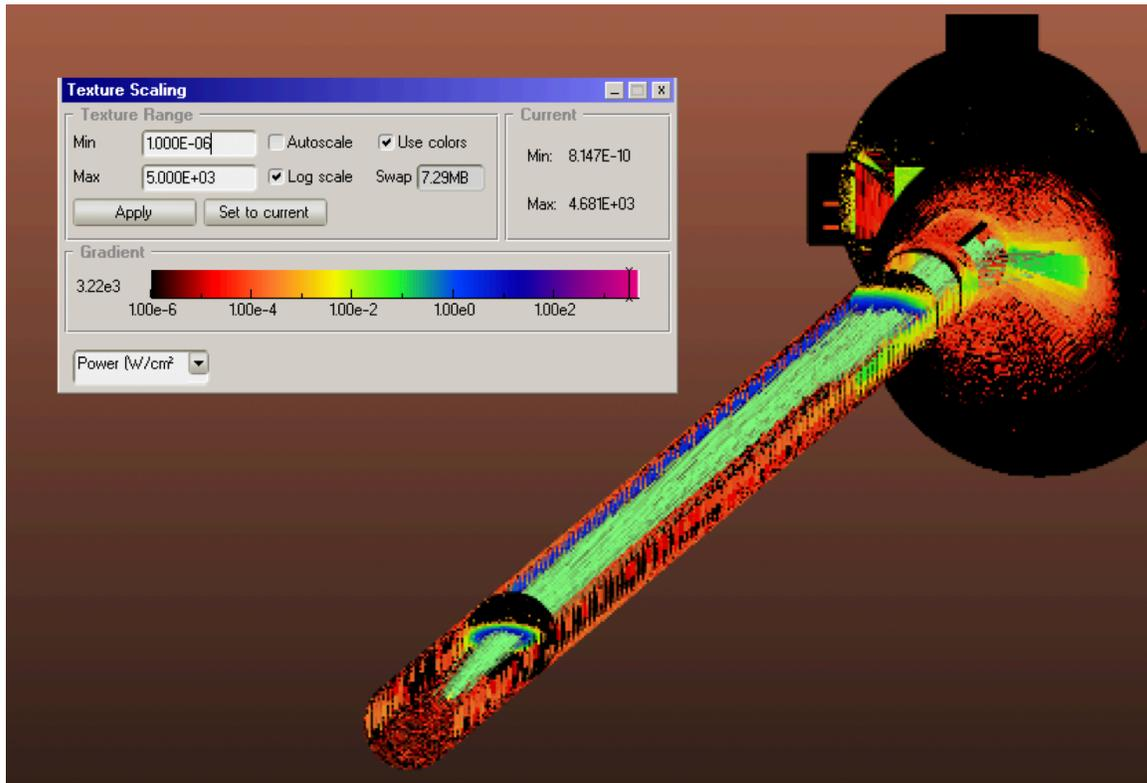 Texture Scaling
Texture Range
Min 1.000E-06 Autoscale Use colors
Max 5.000E+03 Log scale Swap 7.29MB
Apply Set to current
Current
Min: 8.147E-10
Max: 4.681E+03
Gradient
3.22e3
1.00e-6 1.00e-4 1.00e-2 1.00e0 1.00e2
Power (W/cm²